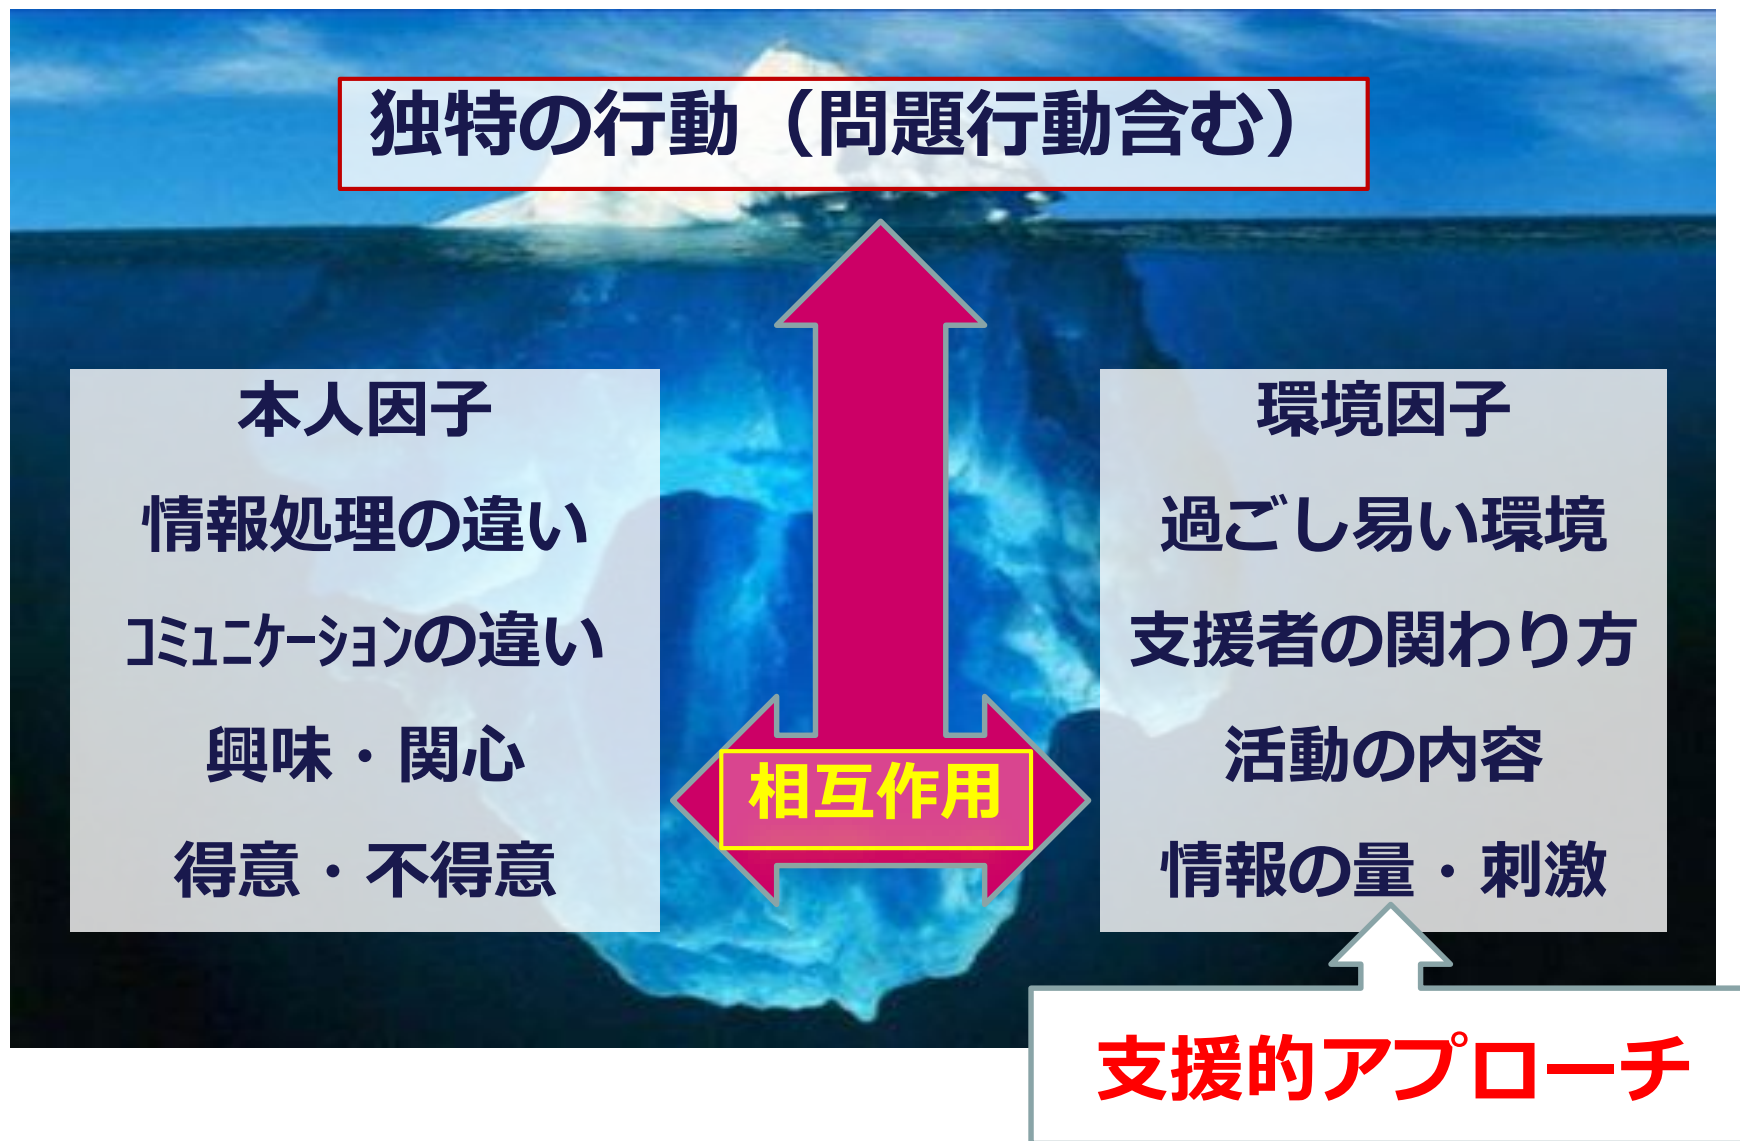 独特の行動（問題行動含む）
本人因子
情報処理の違い
ｺﾐｭﾆｹｰｼｮﾝの違い
興味・関心
得意・不得意
相互作用
環境因子
過ごし易い環境
支援者の関わり方
活動の内容
情報の量・刺激
支援的アプローチ